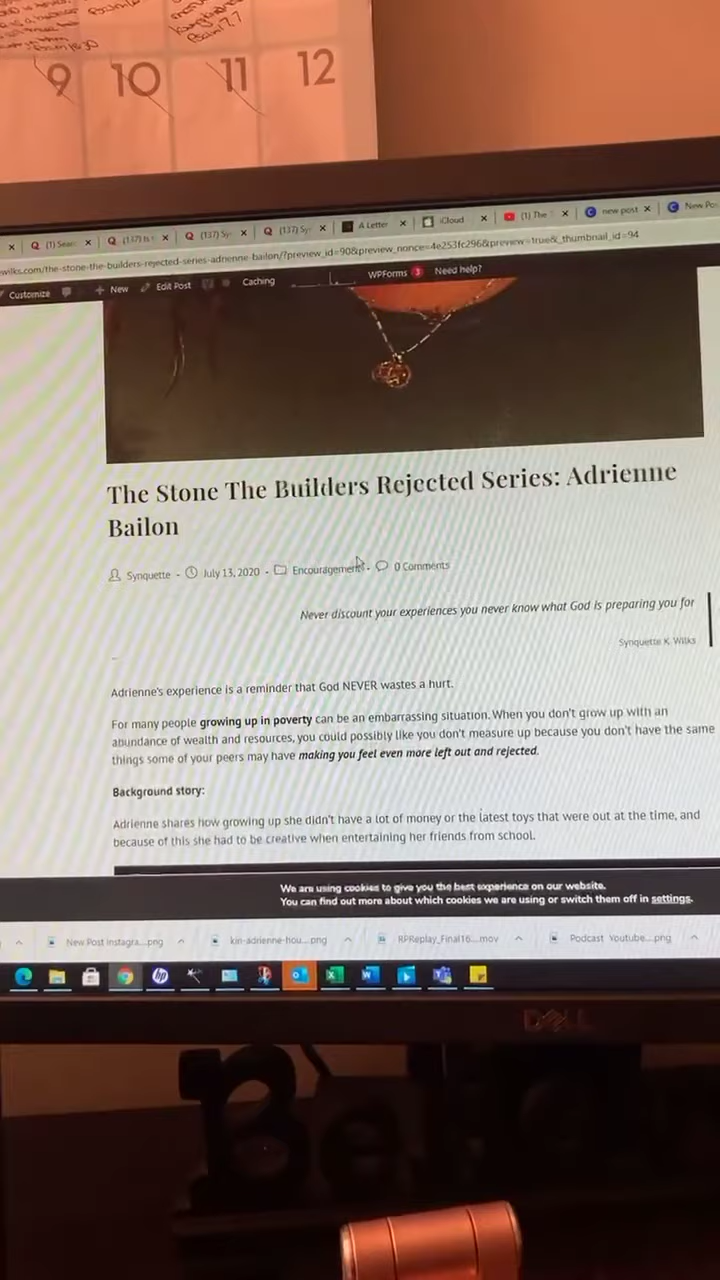 Psalm 7:7
9 10 11 12
(1) Sear
(137) Is
(137) Sy
(137) Sy
A Letter
iCloud
(1) The
new post
New Po
wilks.com/the-stone-the-builders-rejected-series-adrienne-bailon/?preview_id=90&preview_nonce=4e253fc296&preview=true&_thumbnail_id=94
Customize
New
Edit Post
Caching
WPForms 3
Need help?
The Stone The Builders Rejected Series: Adrienne
Bailon
Synquette - July 13, 2020 - Encouragement - 0 Comments
Never discount your experiences you never know what God is preparing you for
Synquette K. Wilks
Adrienne's experience is a reminder that God NEVER wastes a hurt.
For many people growing up in poverty can be an embarrassing situation. When you don't grow up with an
abundance of wealth and resources, you could possibly like you don't measure up because you don't have the same
things some of your peers may have making you feel even more left out and rejected.
Background story:
Adrienne shares how growing up she didn't have a lot of money or the latest toys that were out at the time, and
because of this she had to be creative when entertaining her friends from school.
We are using cookies to give you the best experience on our website.
You can find out more about which cookies we are using or switch them off in settings.
New Post Instagra....png
kin-adrienne-hou....png
RPReplay_Final16....mov
Podcast Youtube....png
hp
DELL
Be